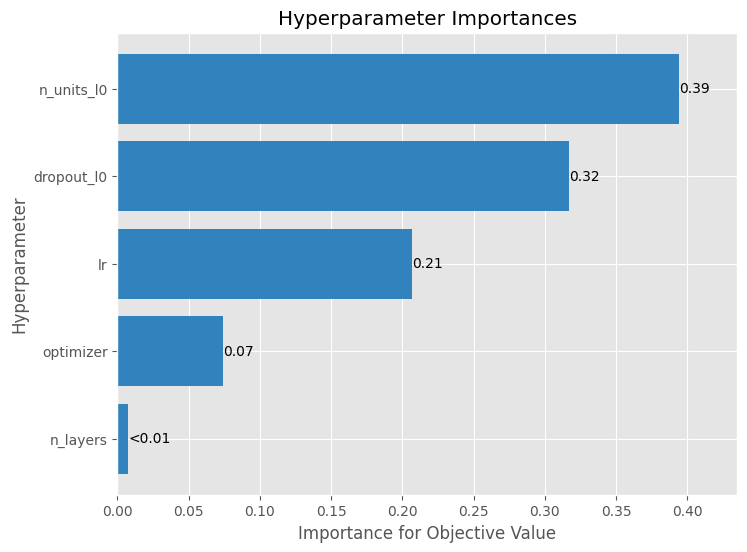 Hyperparameter Importances
Hyperparameter
n_units_l0
0.39
dropout_l0
0.32
lr
0.21
optimizer
0.07
n_layers
<0.01
0.00 0.05 0.10 0.15 0.20 0.25 0.30 0.35 0.40
Importance for Objective Value